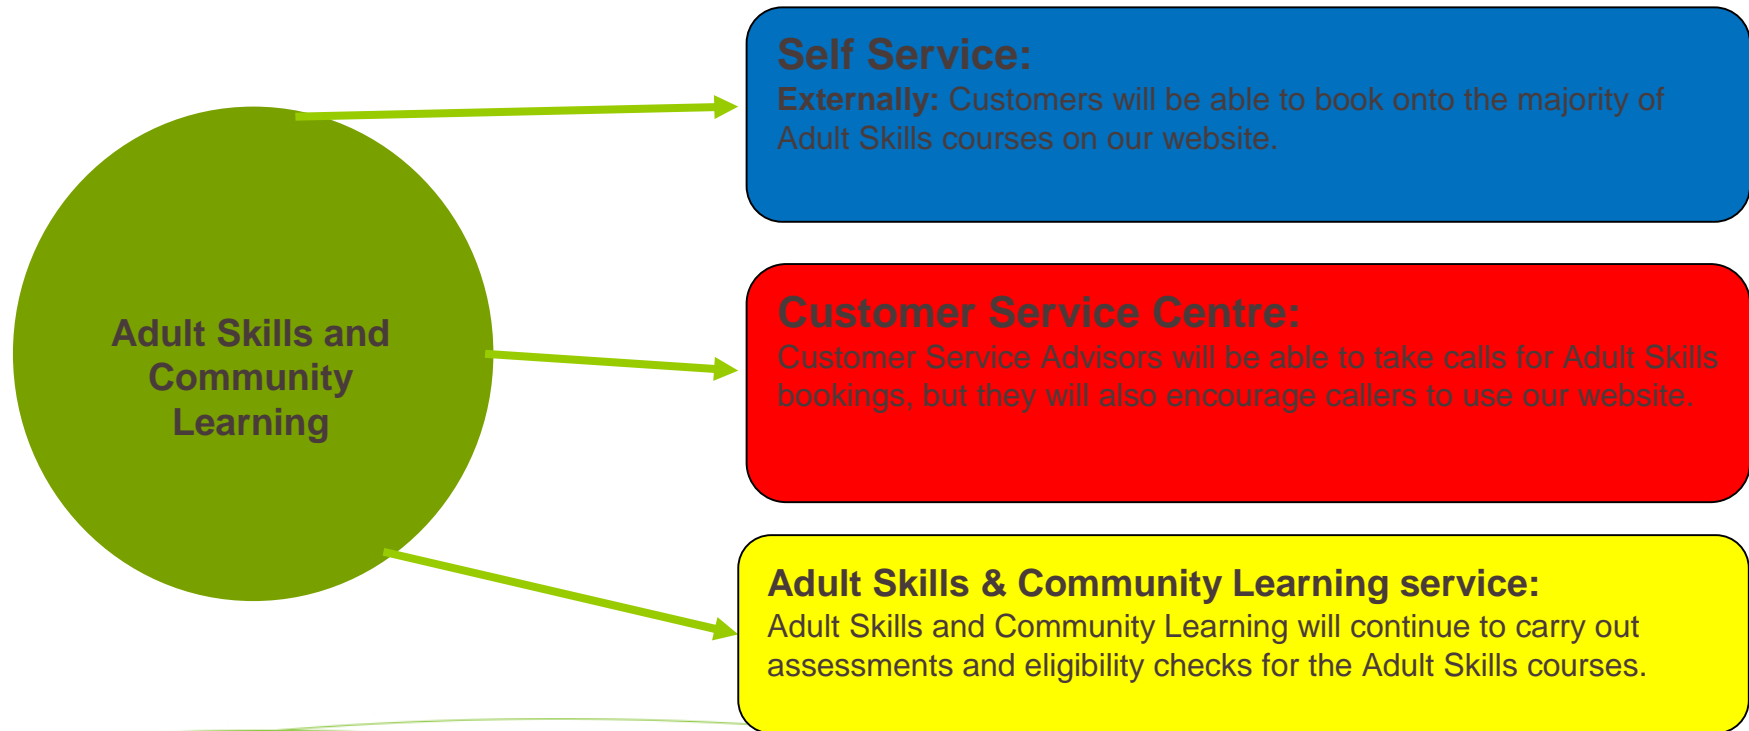 Adult Skills and
Community
Learning
Self Service:
Externally: Customers will be able to book onto the majority of
Adult Skills courses on our website.
Customer Service Centre:
Customer Service Advisors will be able to take calls for Adult Skills
bookings, but they will also encourage callers to use our website.
Adult Skills & Community Learning service:
Adult Skills and Community Learning will continue to carry out
assessments and eligibility checks for the Adult Skills courses.